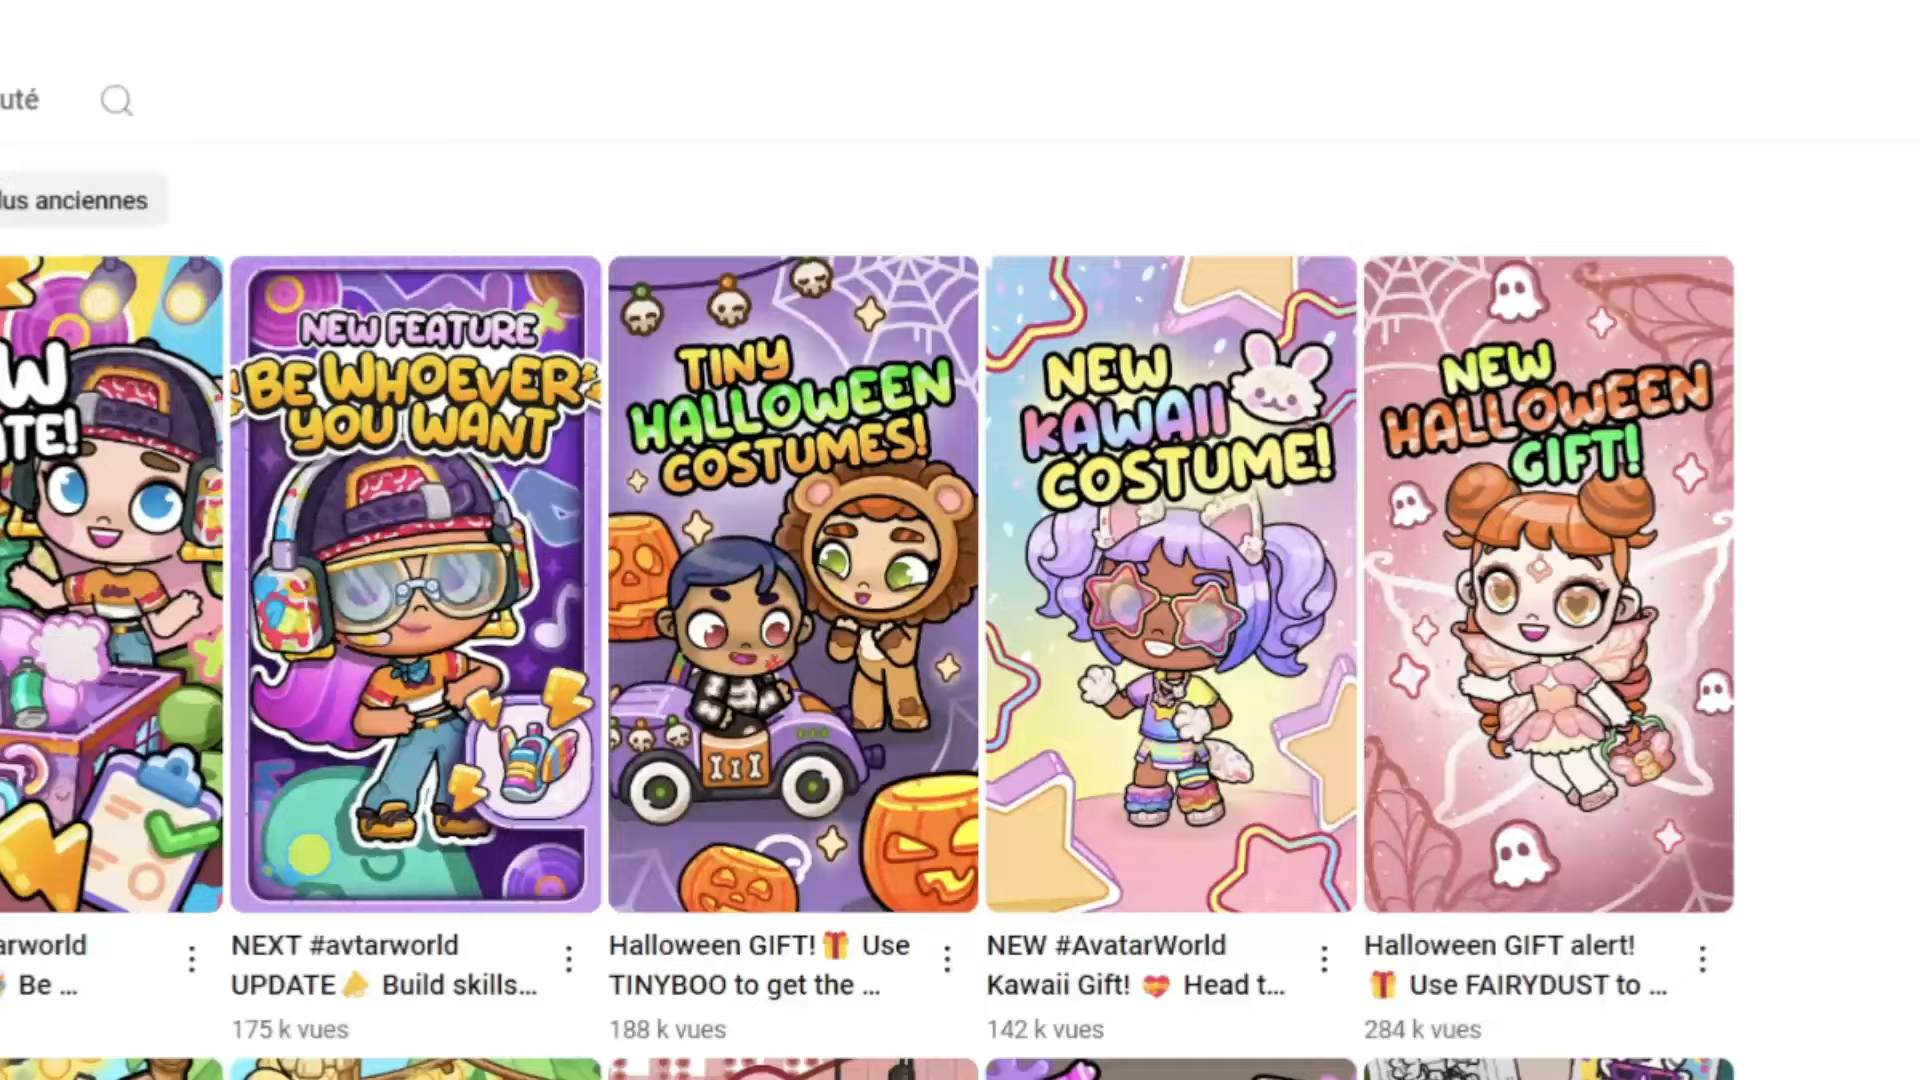 uté
lus anciennes
W
TE!
NEW FEATURE
BE WHOEVER
YOU WANT
TINY
HALLOWEEN
COSTUMES!
NEW
KAWAII
COSTUME!
NEW
HALLOWEEN
GIFT!
arworld
Be ...
NEXT #avtarworld
UPDATE Build skills...
175 k vues
Halloween GIFT! Use
TINYBOO to get the ...
188 k vues
NEW #AvatarWorld
Kawaii Gift! Head t...
142 k vues
Halloween GIFT alert!
Use FAIRYDUST to ...
284 k vues